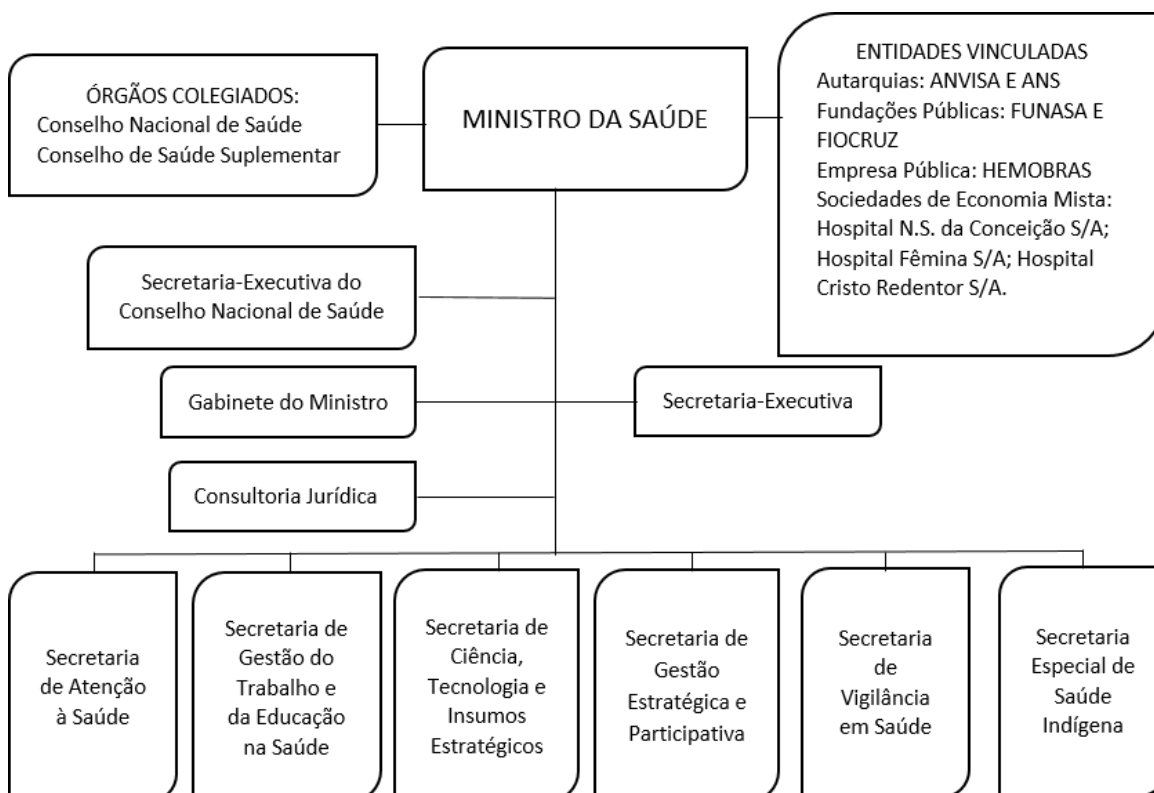 ÓRGÃOS COLEGIADOS:
Conselho Nacional de Saúde
Conselho de Saúde Suplementar
MINISTRO DA SAÚDE
ENTIDADES VINCULADAS
Autarquias: ANVISA E ANS
Fundações Públicas: FUNASA E
FIOCRUZ
Empresa Pública: HEMOBRAS
Sociedades de Economia Mista:
Hospital N.S. da Conceição S/A;
Hospital Fêmina S/A; Hospital
Cristo Redentor S/A.
Secretaria-Executiva do
Conselho Nacional de Saúde
Gabinete do Ministro
Secretaria-Executiva
Consultoria Jurídica
Secretaria
de Atenção
à Saúde
Secretaria de
Gestão do
Trabalho e
da Educação
na Saúde
Secretaria de
Ciência,
Tecnologia e
Insumos
Estratégicos
Secretaria de
Gestão
Estratégica e
Participativa
Secretaria
de
Vigilância
em Saúde
Secretaria
Especial de
Saúde
Indígena